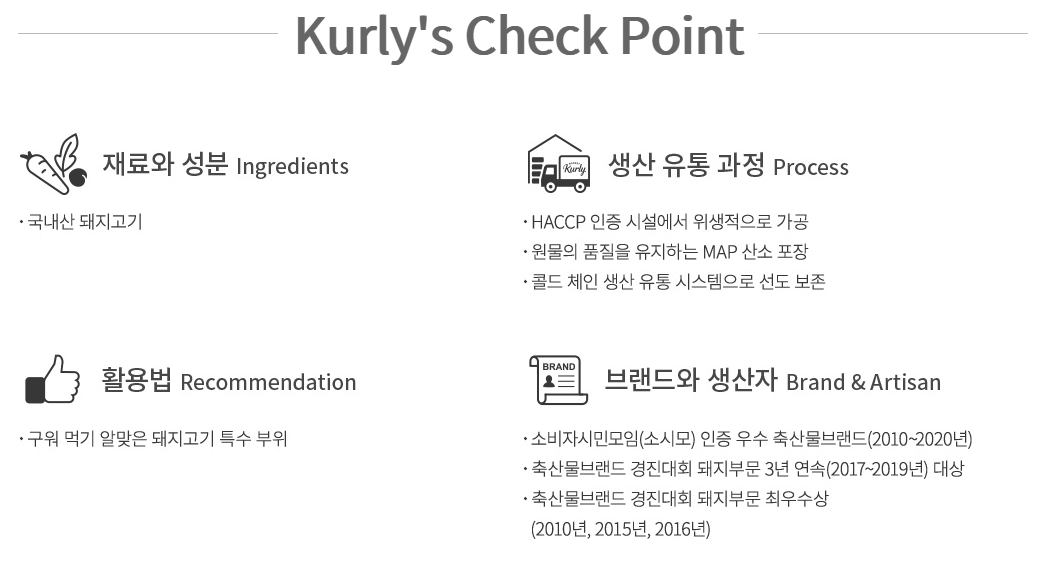 Kurly's Check Point
재료와 성분 Ingredients
· 국내산 돼지고기
Kurly
생산 유통 과정 Process
· HACCP 인증 시설에서 위생적으로 가공
· 원물의 품질을 유지하는 MAP 산소 포장
· 콜드 체인 생산 유통 시스템으로 선도 보존
활용법 Recommendation
· 구워 먹기 알맞은 돼지고기 특수 부위
BRAND
브랜드와 생산자 Brand & Artisan
· 소비자시민모임(소시모) 인증 우수 축산물브랜드(2010~2020년)
· 축산물브랜드 경진대회 돼지부문 3년 연속(2017~2019년) 대상
· 축산물브랜드 경진대회 돼지부문 최우수상
(2010년, 2015년, 2016년)